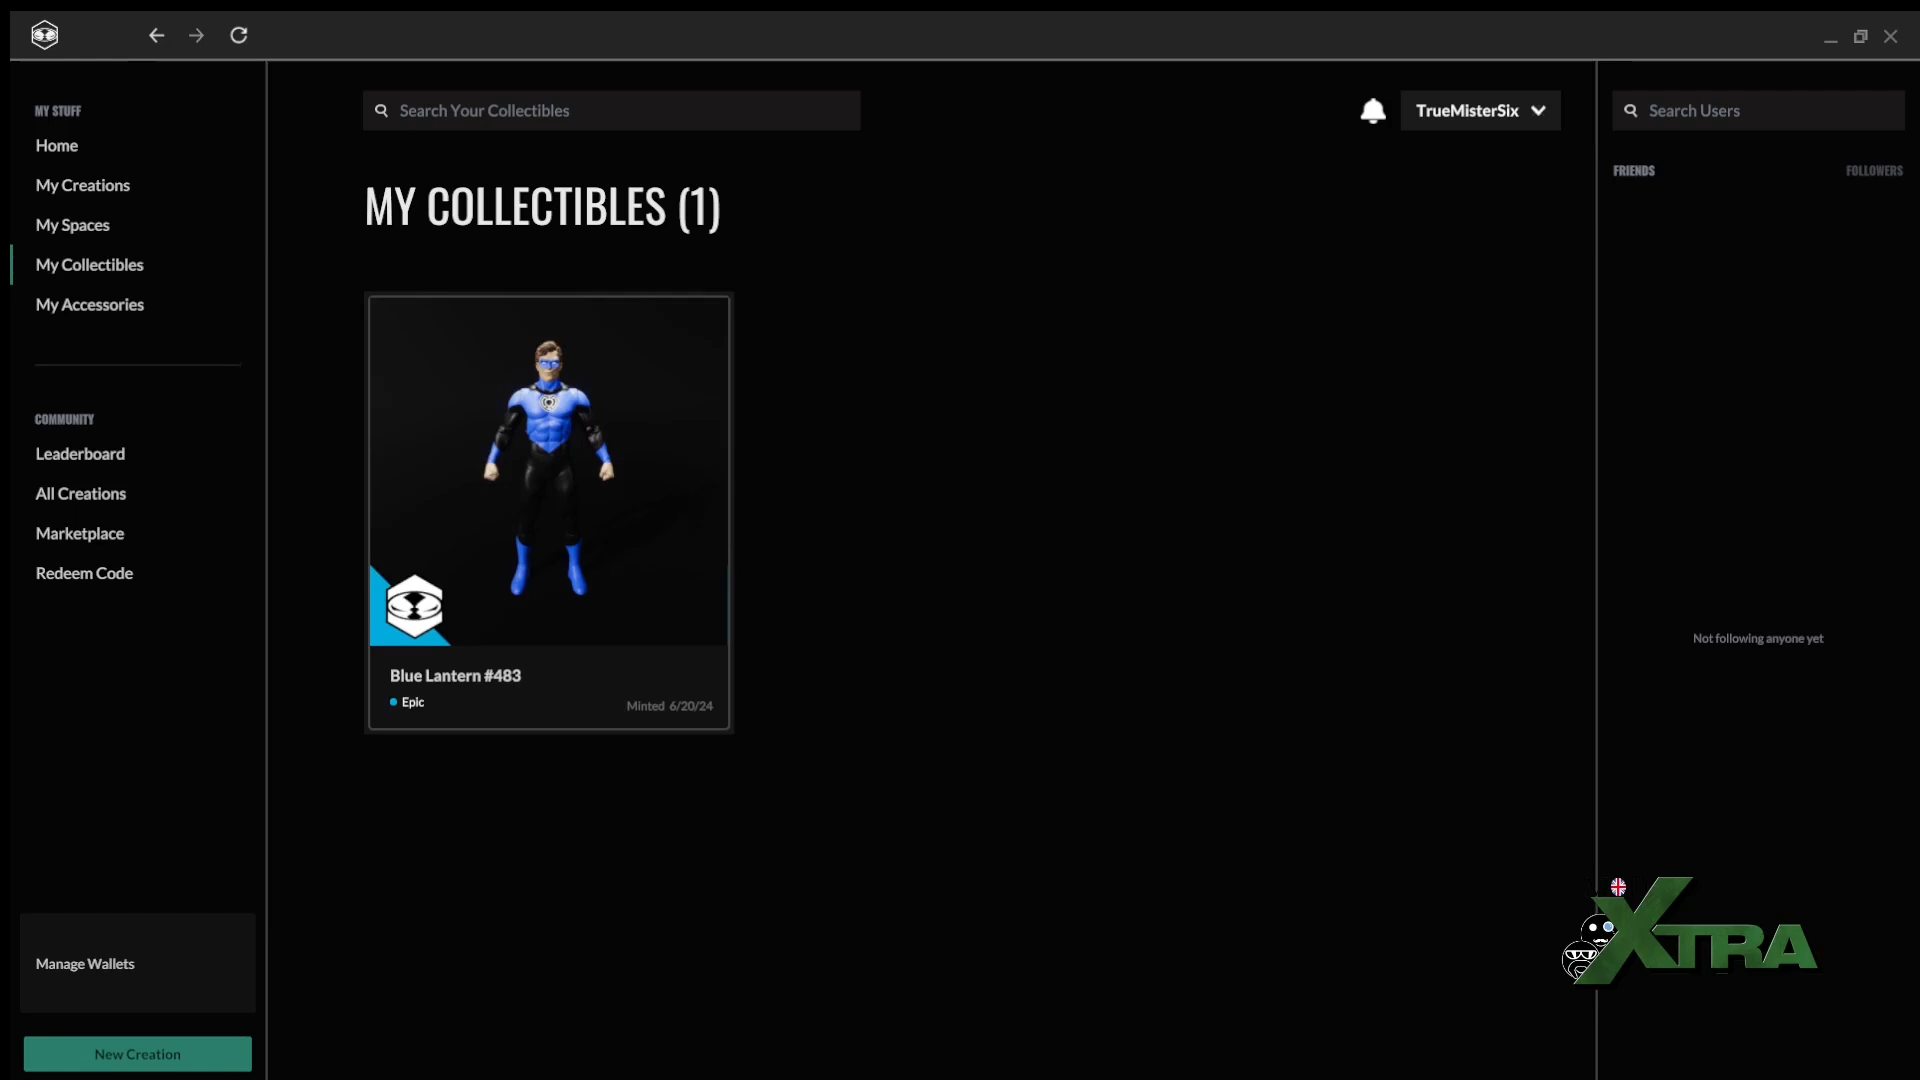 MY STUFF
Home
My Creations
My Spaces
My Collectibles
My Accessories
COMMUNITY
Leaderboard
All Creations
Marketplace
Redeem Code
Manage Wallets
New Creation
Search Your Collectibles
TrueMisterSix
MY COLLECTIBLES (1)
Blue Lantern #483
Epic
Minted 6/20/24
Search Users
FRIENDS
FOLLOWERS
Not following anyone yet
XTRA